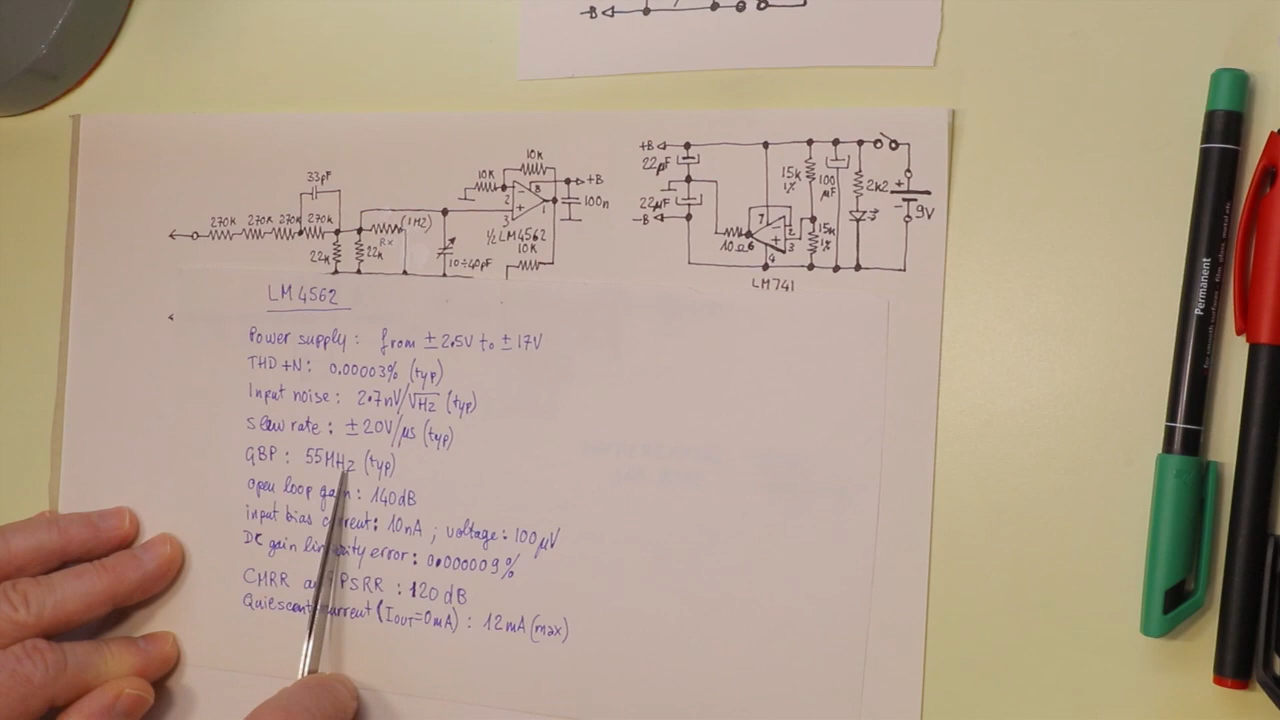 -B
33pF
270k 270k 270k 270k
22k
22k
Rx
(1M2)
10÷40pF
10k
10k
2
3
8
1
+B
100n
½ LM4562
10k
+B
22µF
22µF
-B
10Ω
6
7
2
3
4
LM741
15k
1%
15k
1%
100
µF
2k2
+
-
9V
LM4562
Power supply: from ±2.5V to ±17V
THD+N: 0.00003% (typ)
Input noise: 2.7nV/√Hz (typ)
Slew rate: ±20V/µs (typ)
GBP: 55MHz (typ)
open loop gain: 140dB
input bias current: 10nA; voltage: 100µV
DC gain linearity error: 0.000009%
CMRR and PSRR: 120dB
Quiescent current (IOUT=0mA): 12mA (max)
Permanent